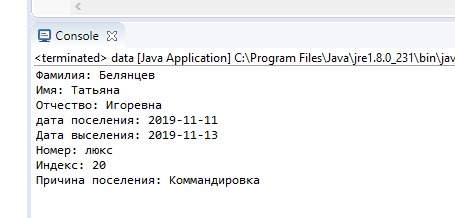 Console
<terminated> data [Java Application] C:\Program Files\Java\jre1.8.0_231\bin\jav
Фамилия: Белянцев
Имя: Татьяна
Отчество: Игоревна
дата поселения: 2019-11-11
Дата выселения: 2019-11-13
Номер: люкс
Индекс: 20
Причина поселения: Коммандировка